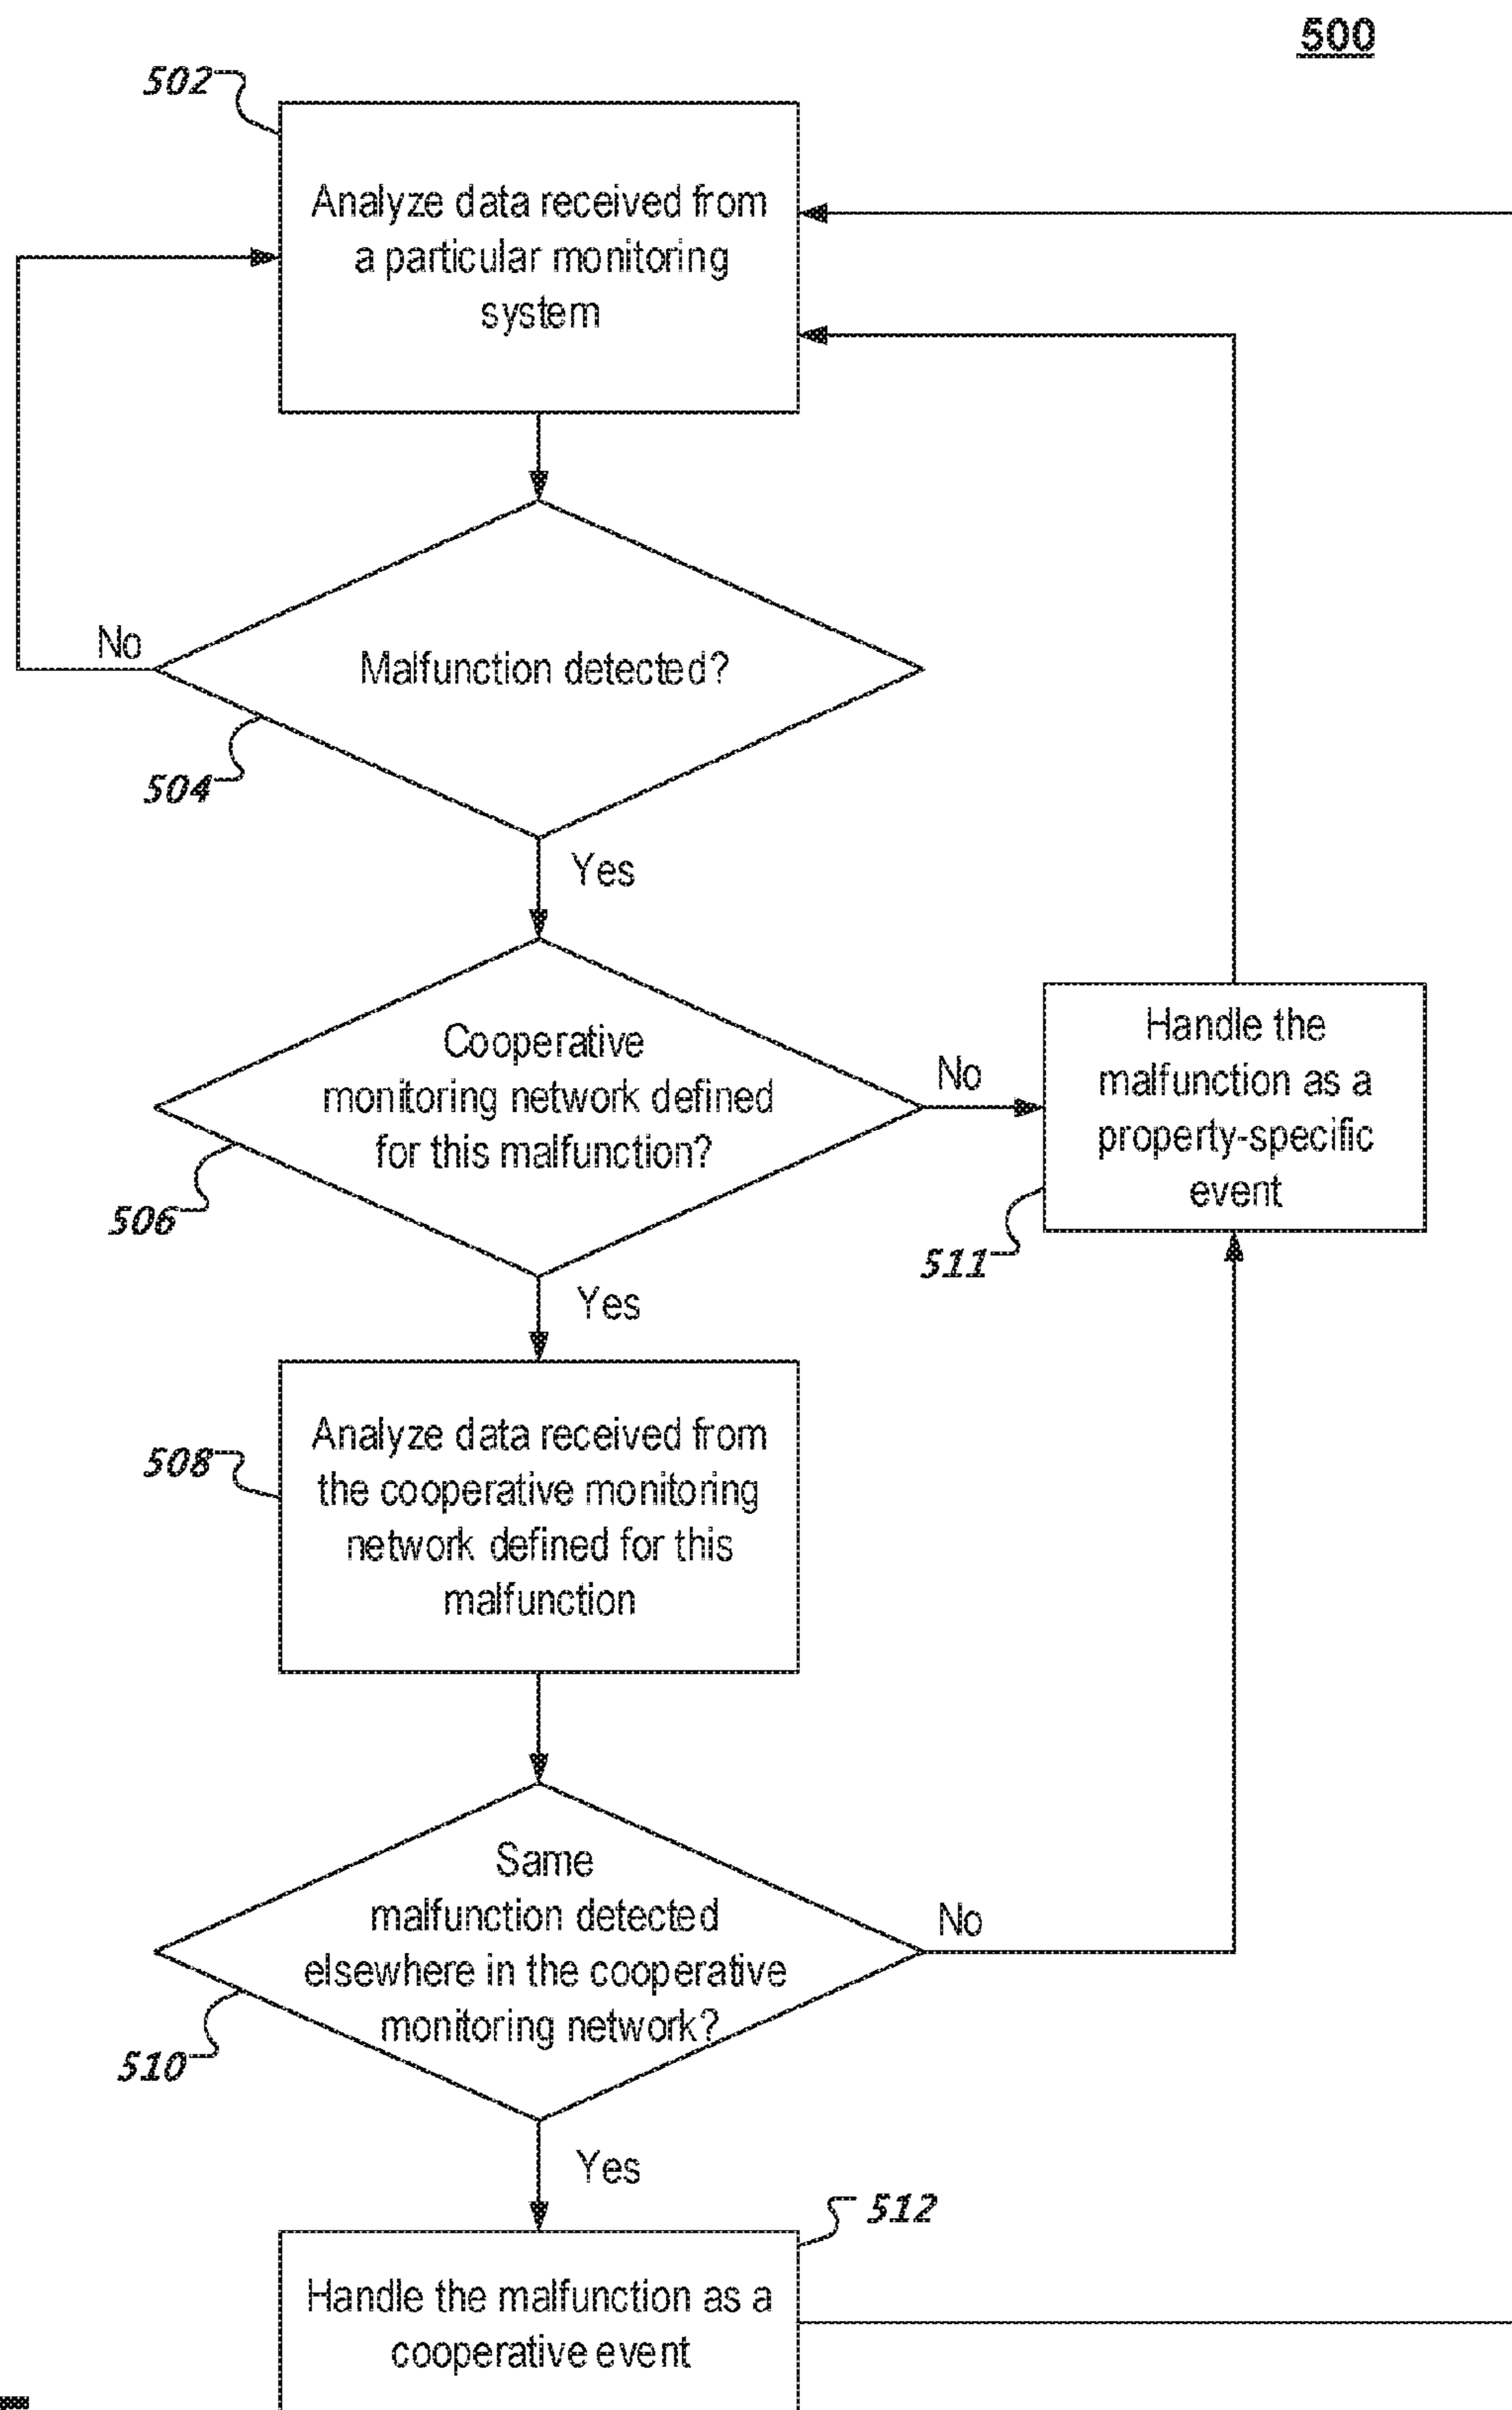 500
502
Analyze data received from
a particular monitoring
system
No
Malfunction detected?
504
Yes
Cooperative
monitoring network defined
for this malfunction?
No
506
Handle the
malfunction as a
property-specific
event
511
Yes
508
Analyze data received from
the cooperative monitoring
network defined for this
malfunction
Same
malfunction detected
elsewhere in the cooperative
monitoring network?
No
510
Yes
512
Handle the malfunction as a
cooperative event